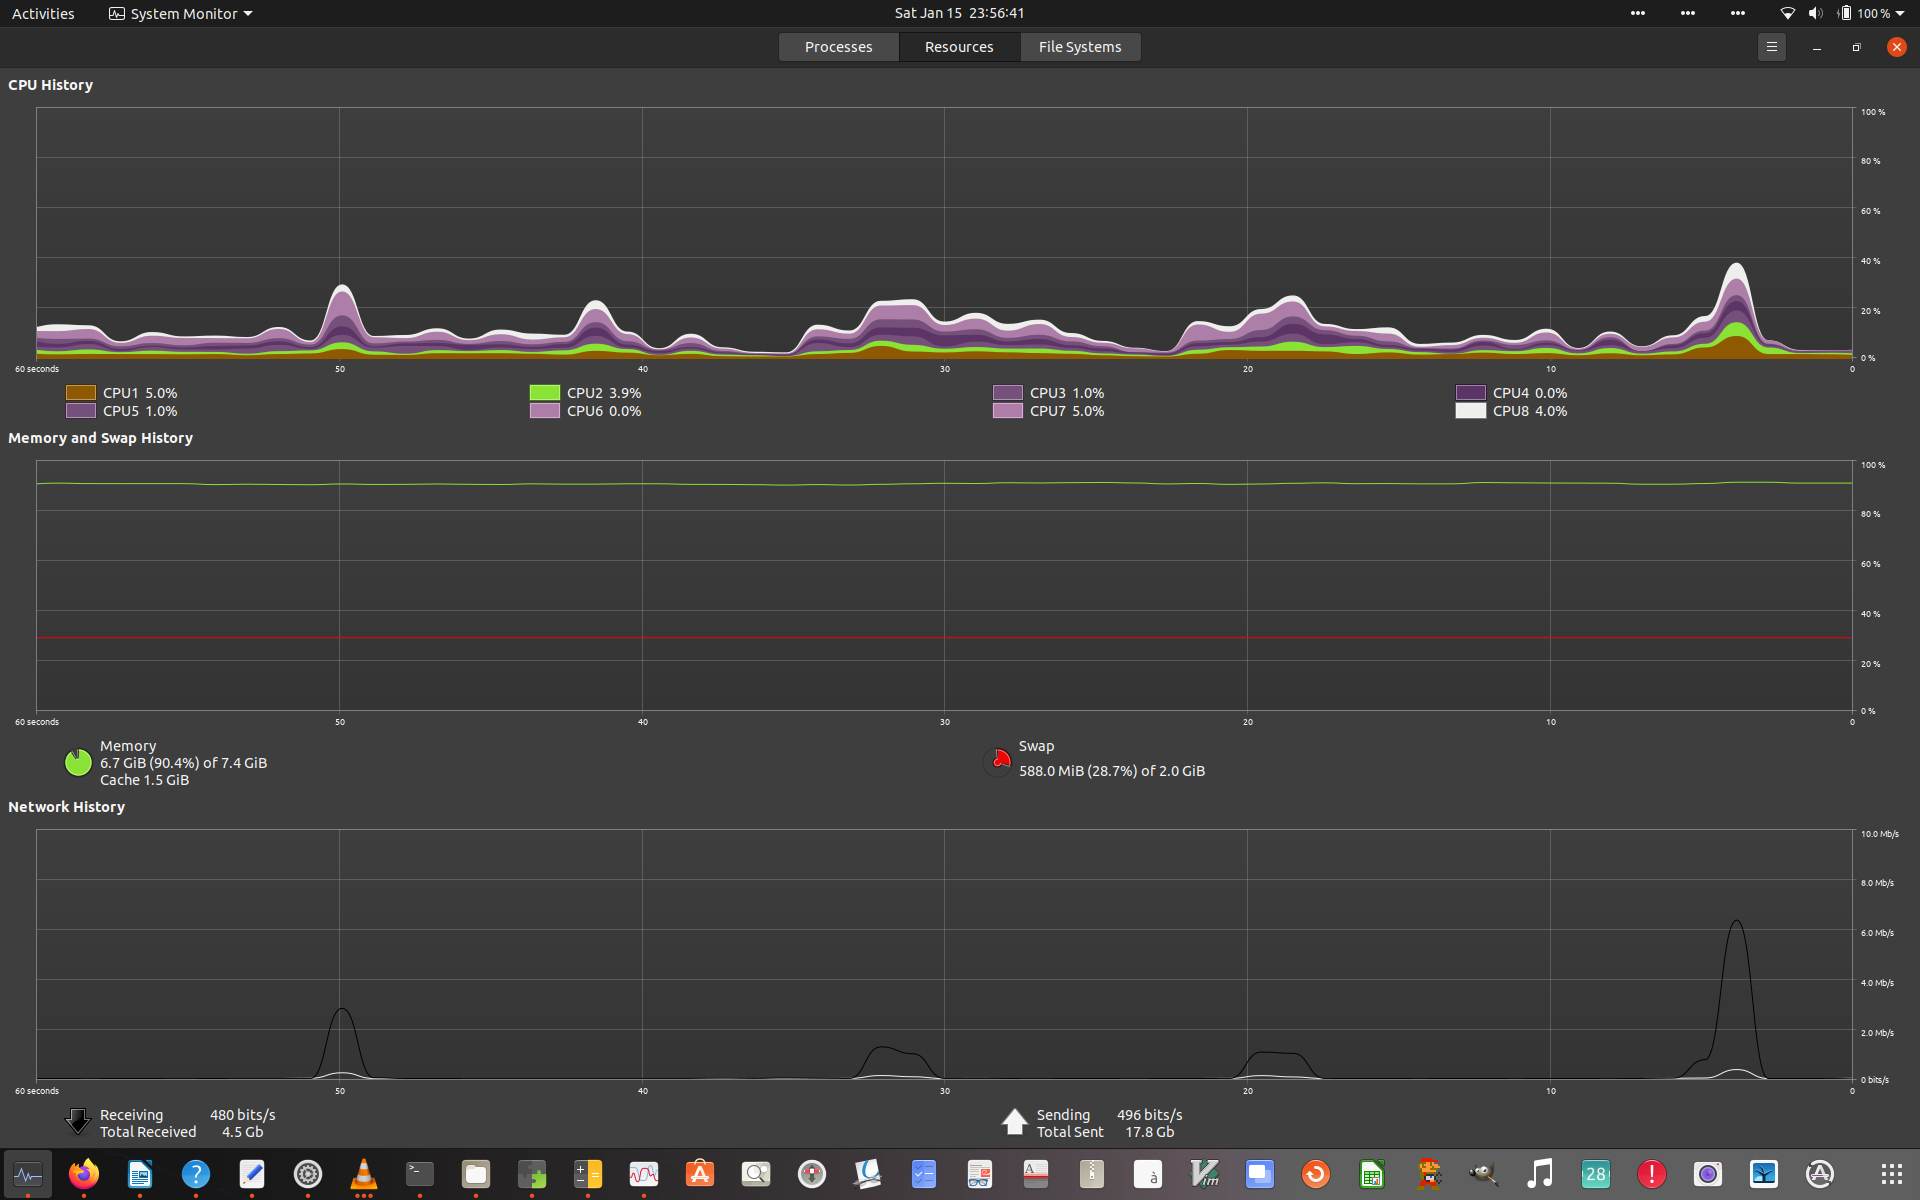 Activities System Monitor Sat Jan 15 23:56:41 100 %
Processes Resources File Systems
CPU History
100 %
80 %
60 %
40 %
20 %
0 %
60 seconds 50 40 30 20 10 0
CPU1 5.0% CPU2 3.9% CPU3 1.0% CPU4 0.0%
CPU5 1.0% CPU6 0.0% CPU7 5.0% CPU8 4.0%
Memory and Swap History
100 %
80 %
60 %
40 %
20 %
0 %
60 seconds 50 40 30 20 10 0
Memory
6.7 GiB (90.4%) of 7.4 GiB
Cache 1.5 GiB
Swap
588.0 MiB (28.7%) of 2.0 GiB
Network History
10.0 Mb/s
8.0 Mb/s
6.0 Mb/s
4.0 Mb/s
2.0 Mb/s
0 bits/s
60 seconds 50 40 30 20 10 0
Receiving 480 bits/s
Total Received 4.5 Gb
Sending 496 bits/s
Total Sent 17.8 Gb
? >_ A à Vim 28 !